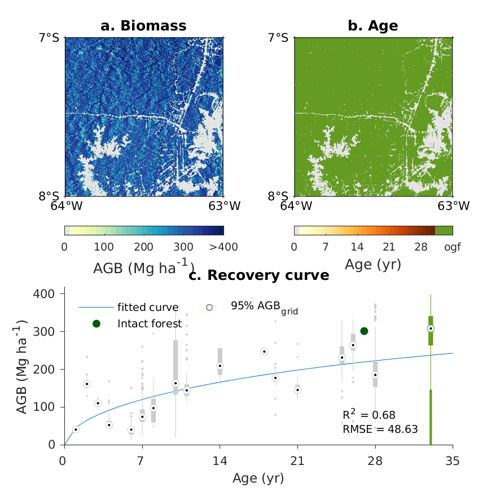 a. Biomass
b. Age
7°S
7°S
8°S
8°S
64°W
63°W
64°W
63°W
0 100 200 300 >400
0 7 14 21 28 ogf
AGB (Mg ha⁻¹)
Age (yr)
c. Recovery curve
400
300
200
100
0
AGB (Mg ha⁻¹)
fitted curve
95% AGBgrid
Intact forest
R² = 0.68
RMSE = 48.63
0 7 14 21 28 35
Age (yr)